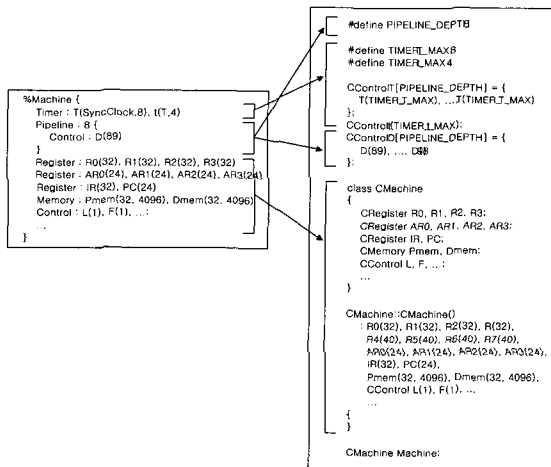 %Machine {
Timer : T(SyncClock,8), t(T,4)
Pipeline : 8 {
Control : D(89)
}
Register : R0(32), R1(32), R2(32), R3(32)
Register : AR0(24), AR1(24), AR2(24), AR3(24)
Register : IR(32), PC(24)
Memory : Pmem(32, 4096), Dmem(32, 4096)
Control : L(1), F(1), ...;
...
}
#define PIPELINE_DEPTH8
#define TIMERT_MAX8
#define TIMER_MAX4
CControlT[PIPELINE_DEPTH] = {
T(TIMER_T_MAX), ...T(TIMER_T_MAX)
};
CControlt(TIMER_t_MAX);
CControlD[PIPELINE_DEPTH] = {
D(89), ...,
};
class CMachine
{
CRegister R0, R1, R2, R3;
CRegister AR0, AR1, AR2, AR3;
CRegister IR, PC;
CMemory Pmem, Dmem;
CControl L, F, ...;
...
}
CMachine::CMachine()
: R0(32), R1(32), R2(32), R(32),
R4(40), R5(40), R6(40), R7(40),
AR0(24), AR1(24), AR2(24), AR3(24),
IR(32), PC(24),
Pmem(32, 4096), Dmem(32, 4096),
CControl L(1), F(1), ...
...
{
}
CMachine Machine;